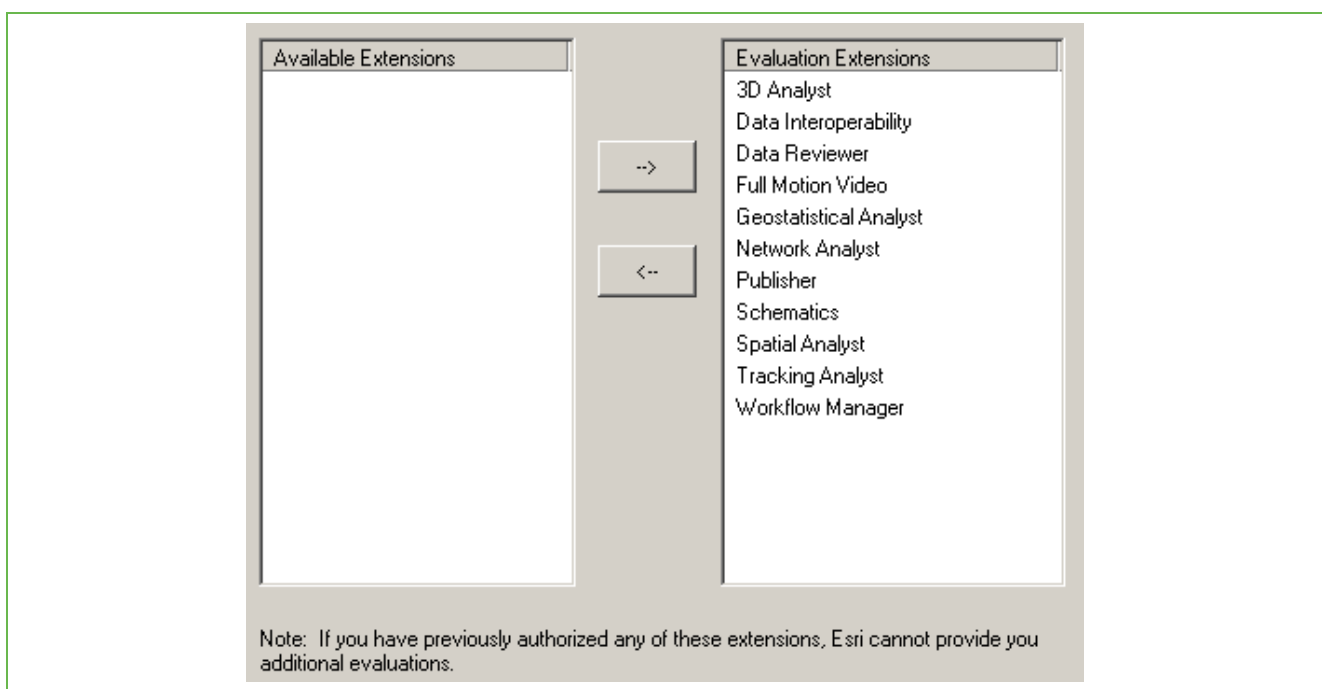 Available Extensions
Evaluation Extensions
3D Analyst
Data Interoperability
Data Reviewer
Full Motion Video
Geostatistical Analyst
Network Analyst
Publisher
Schematics
Spatial Analyst
Tracking Analyst
Workflow Manager
-->
<--
Note: If you have previously authorized any of these extensions, Esri cannot provide you
additional evaluations.